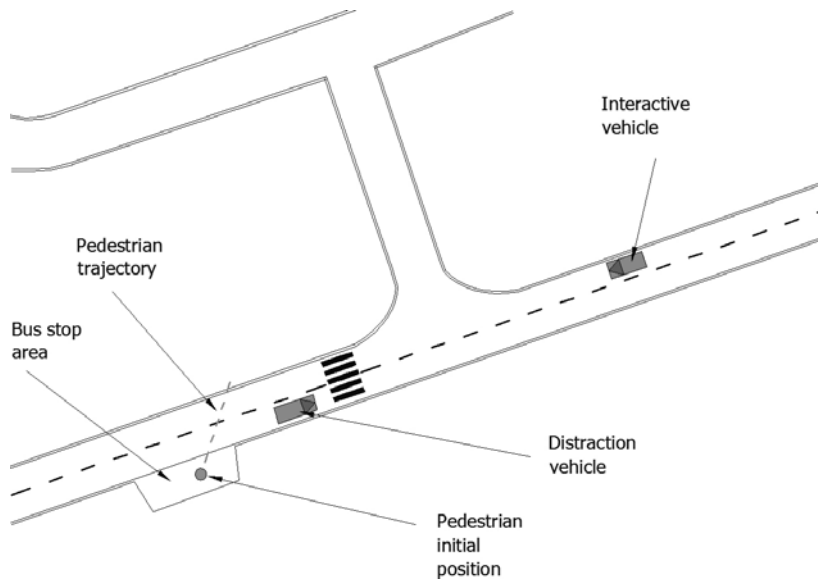 Interactive
vehicle
Pedestrian
trajectory
Bus stop
area
Distraction
vehicle
Pedestrian
initial
position